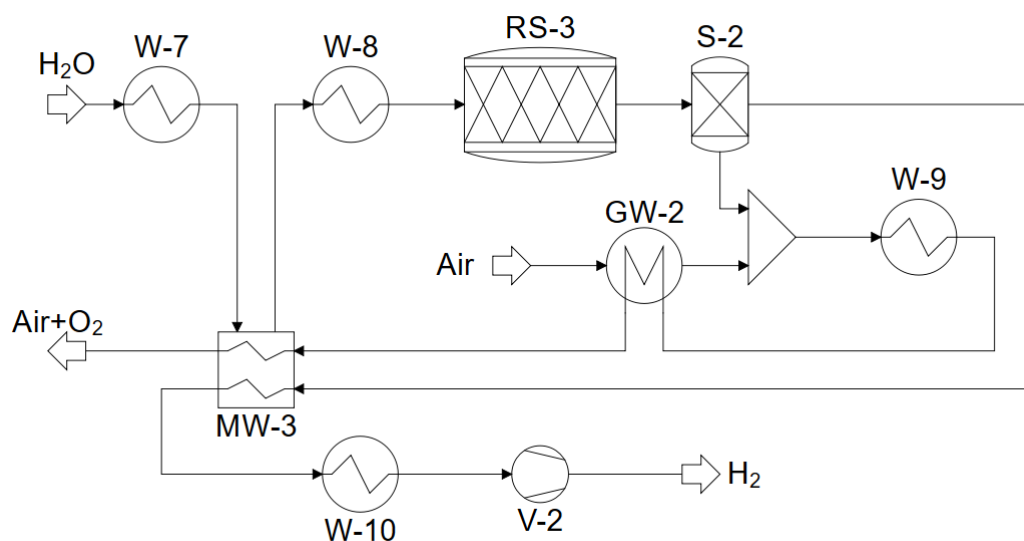 RS-3
S-2
W-7
W-8
H₂O
W-9
GW-2
Air
Air+O₂
MW-3
H₂
W-10
V-2